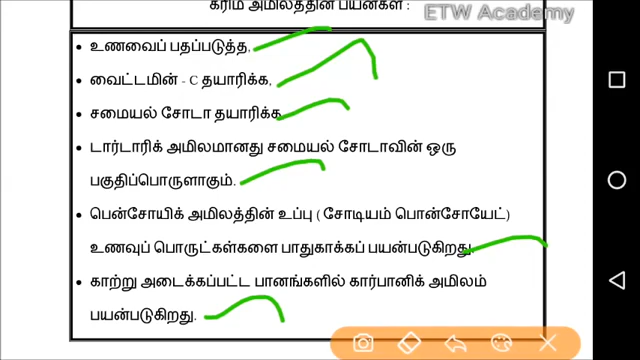 கரிம அமிலத்தின் பயன்கள் :
ETW Academy
• உணவைப் பதப்படுத்த,
• வைட்டமின் - C தயாரிக்க,
• சமையல் சோடா தயாரிக்க
• டார்டாரிக் அமிலமானது சமையல் சோடாவின் ஒரு
பகுதிப்பொருளாகும்.
• பென்சோயிக் அமிலத்தின் உப்பு ( சோடியம் பொன்சோயேட்)
உணவுப் பொருட்கள்களை பாதுகாக்கப் பயன்படுகிறது.
• காற்று அடைக்கப்பட்ட பானங்களில் கார்பானிக் அமிலம்
பயன்படுகிறது.